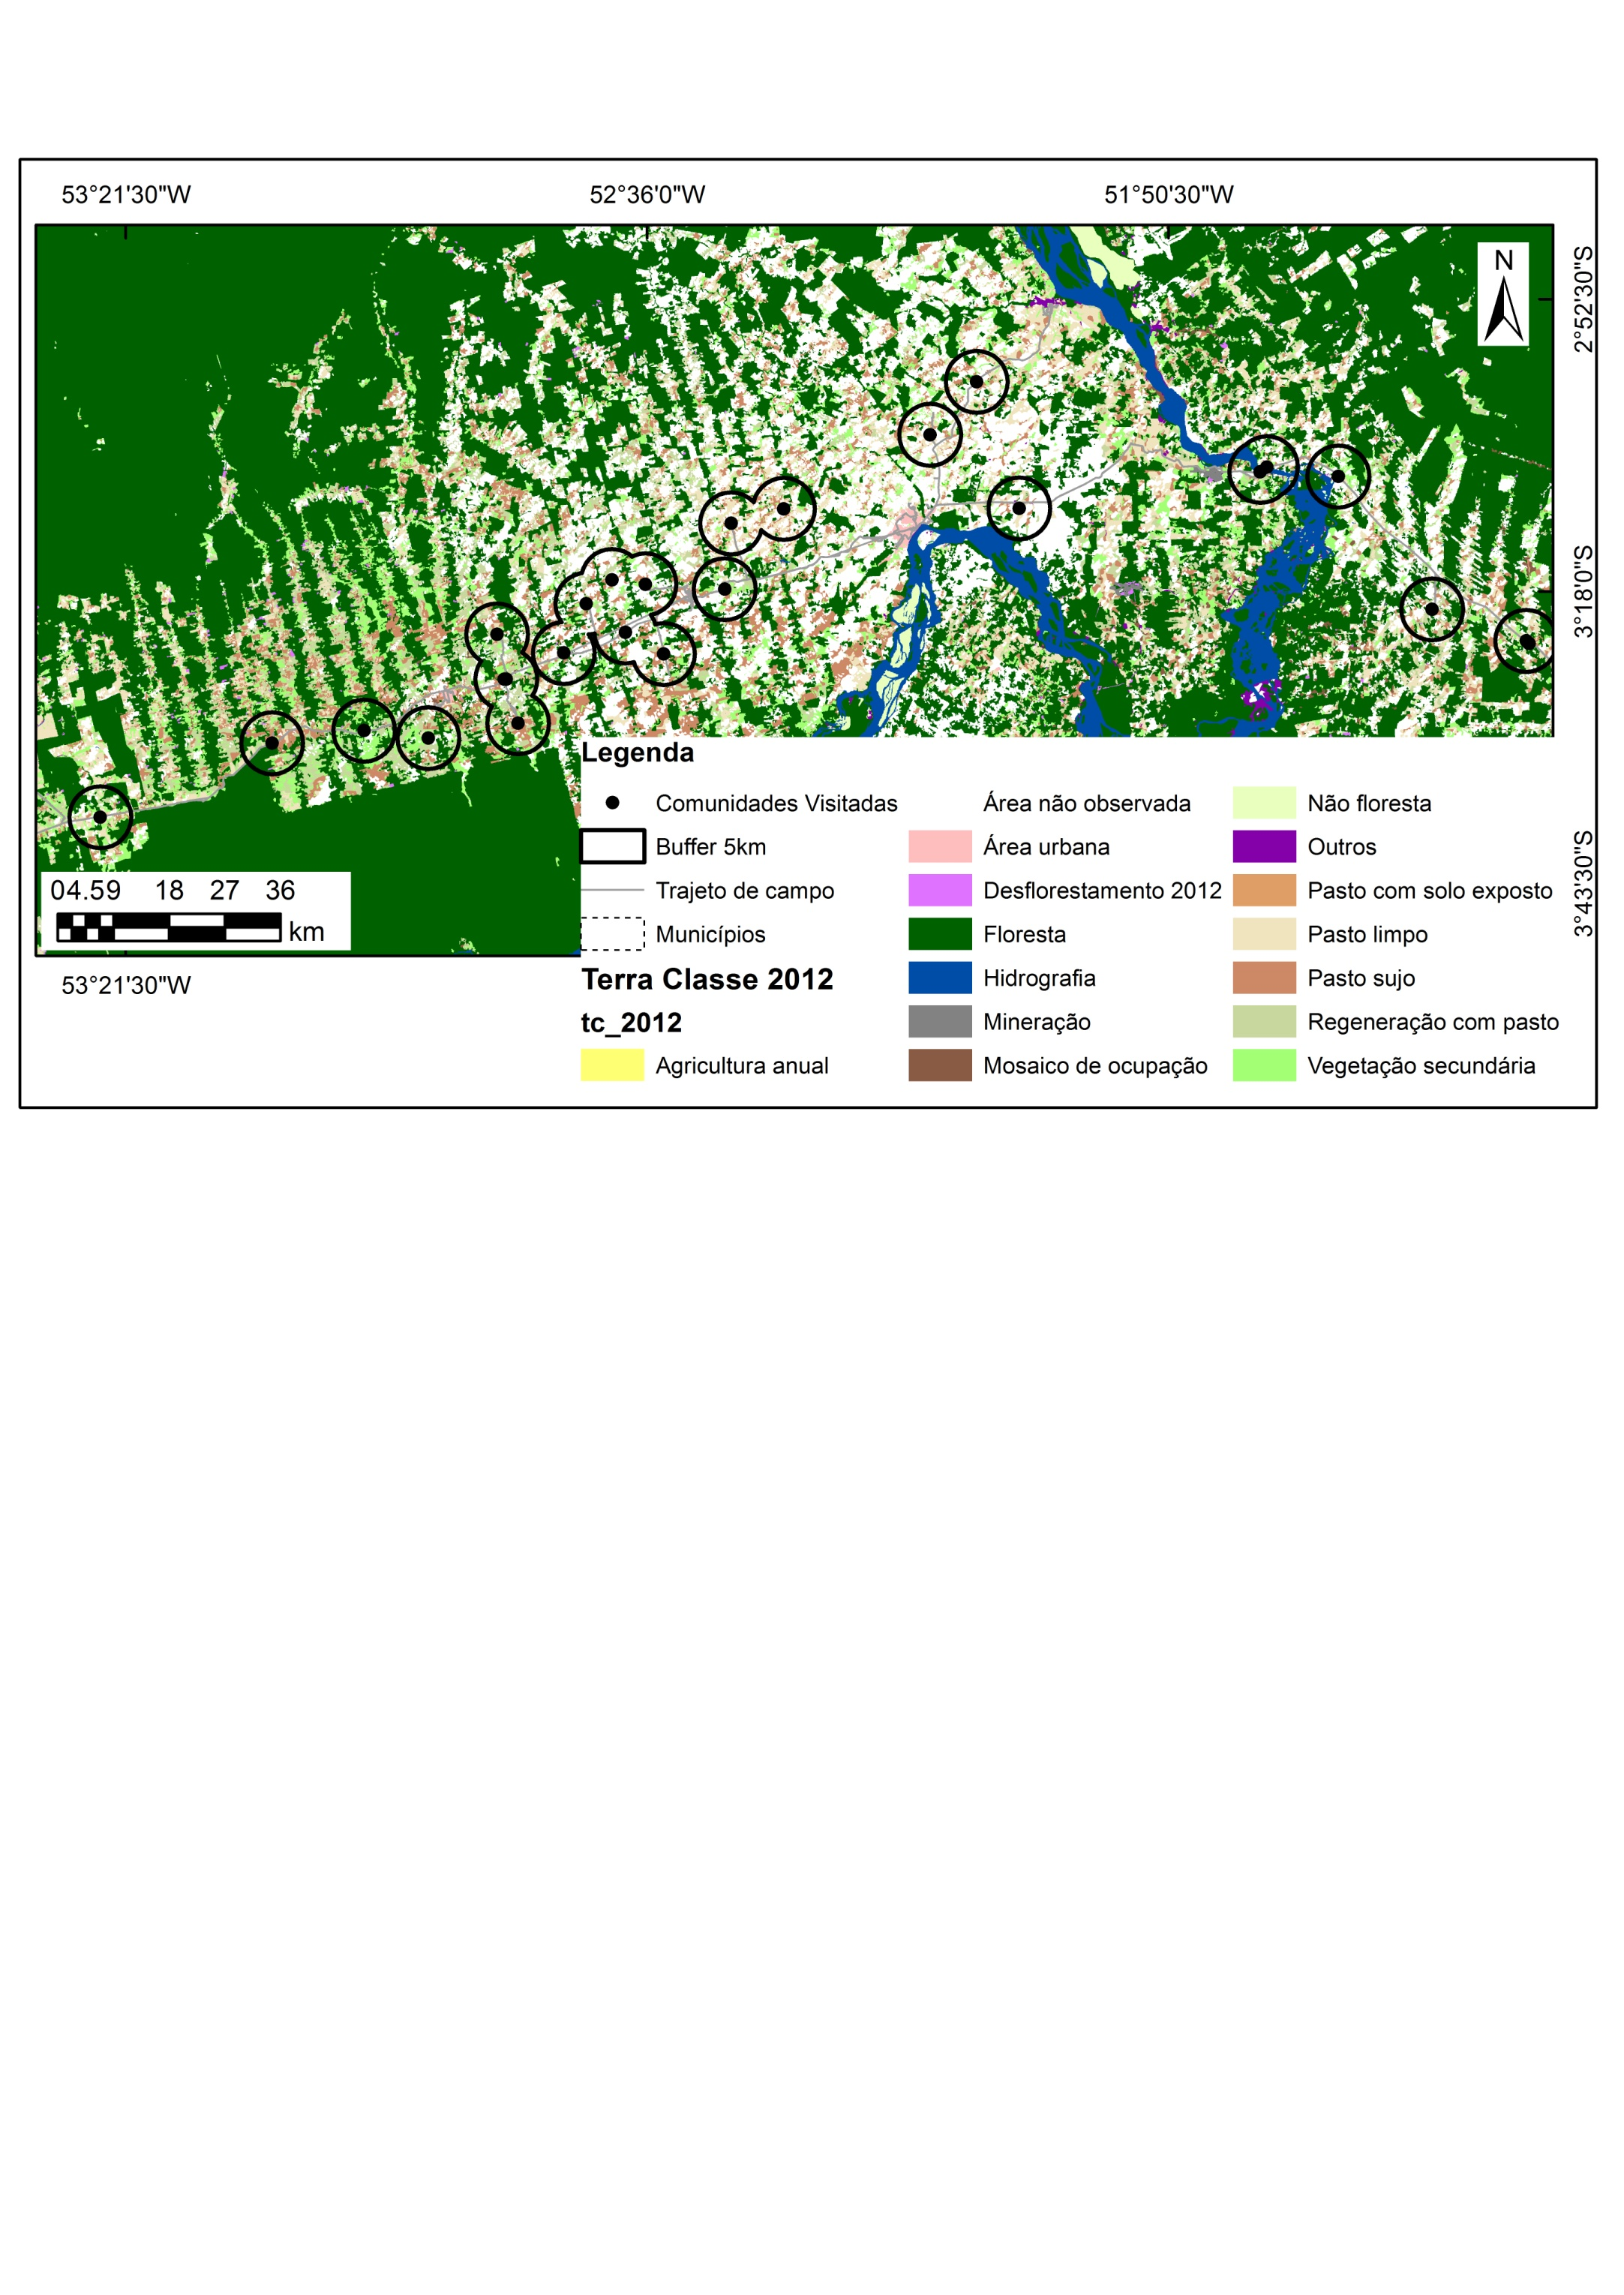 53°21'30"W 52°36'0"W 51°50'30"W
2°52'30"S
N
3°18'0"S
3°43'30"S
04.59 18 27 36
km
53°21'30"W
Legenda
Comunidades Visitadas
Buffer 5km
Trajeto de campo
Municípios
Terra Classe 2012
tc_2012
Agricultura anual
Área não observada
Área urbana
Desflorestamento 2012
Floresta
Hidrografia
Mineração
Mosaico de ocupação
Não floresta
Outros
Pasto com solo exposto
Pasto limpo
Pasto sujo
Regeneração com pasto
Vegetação secundária